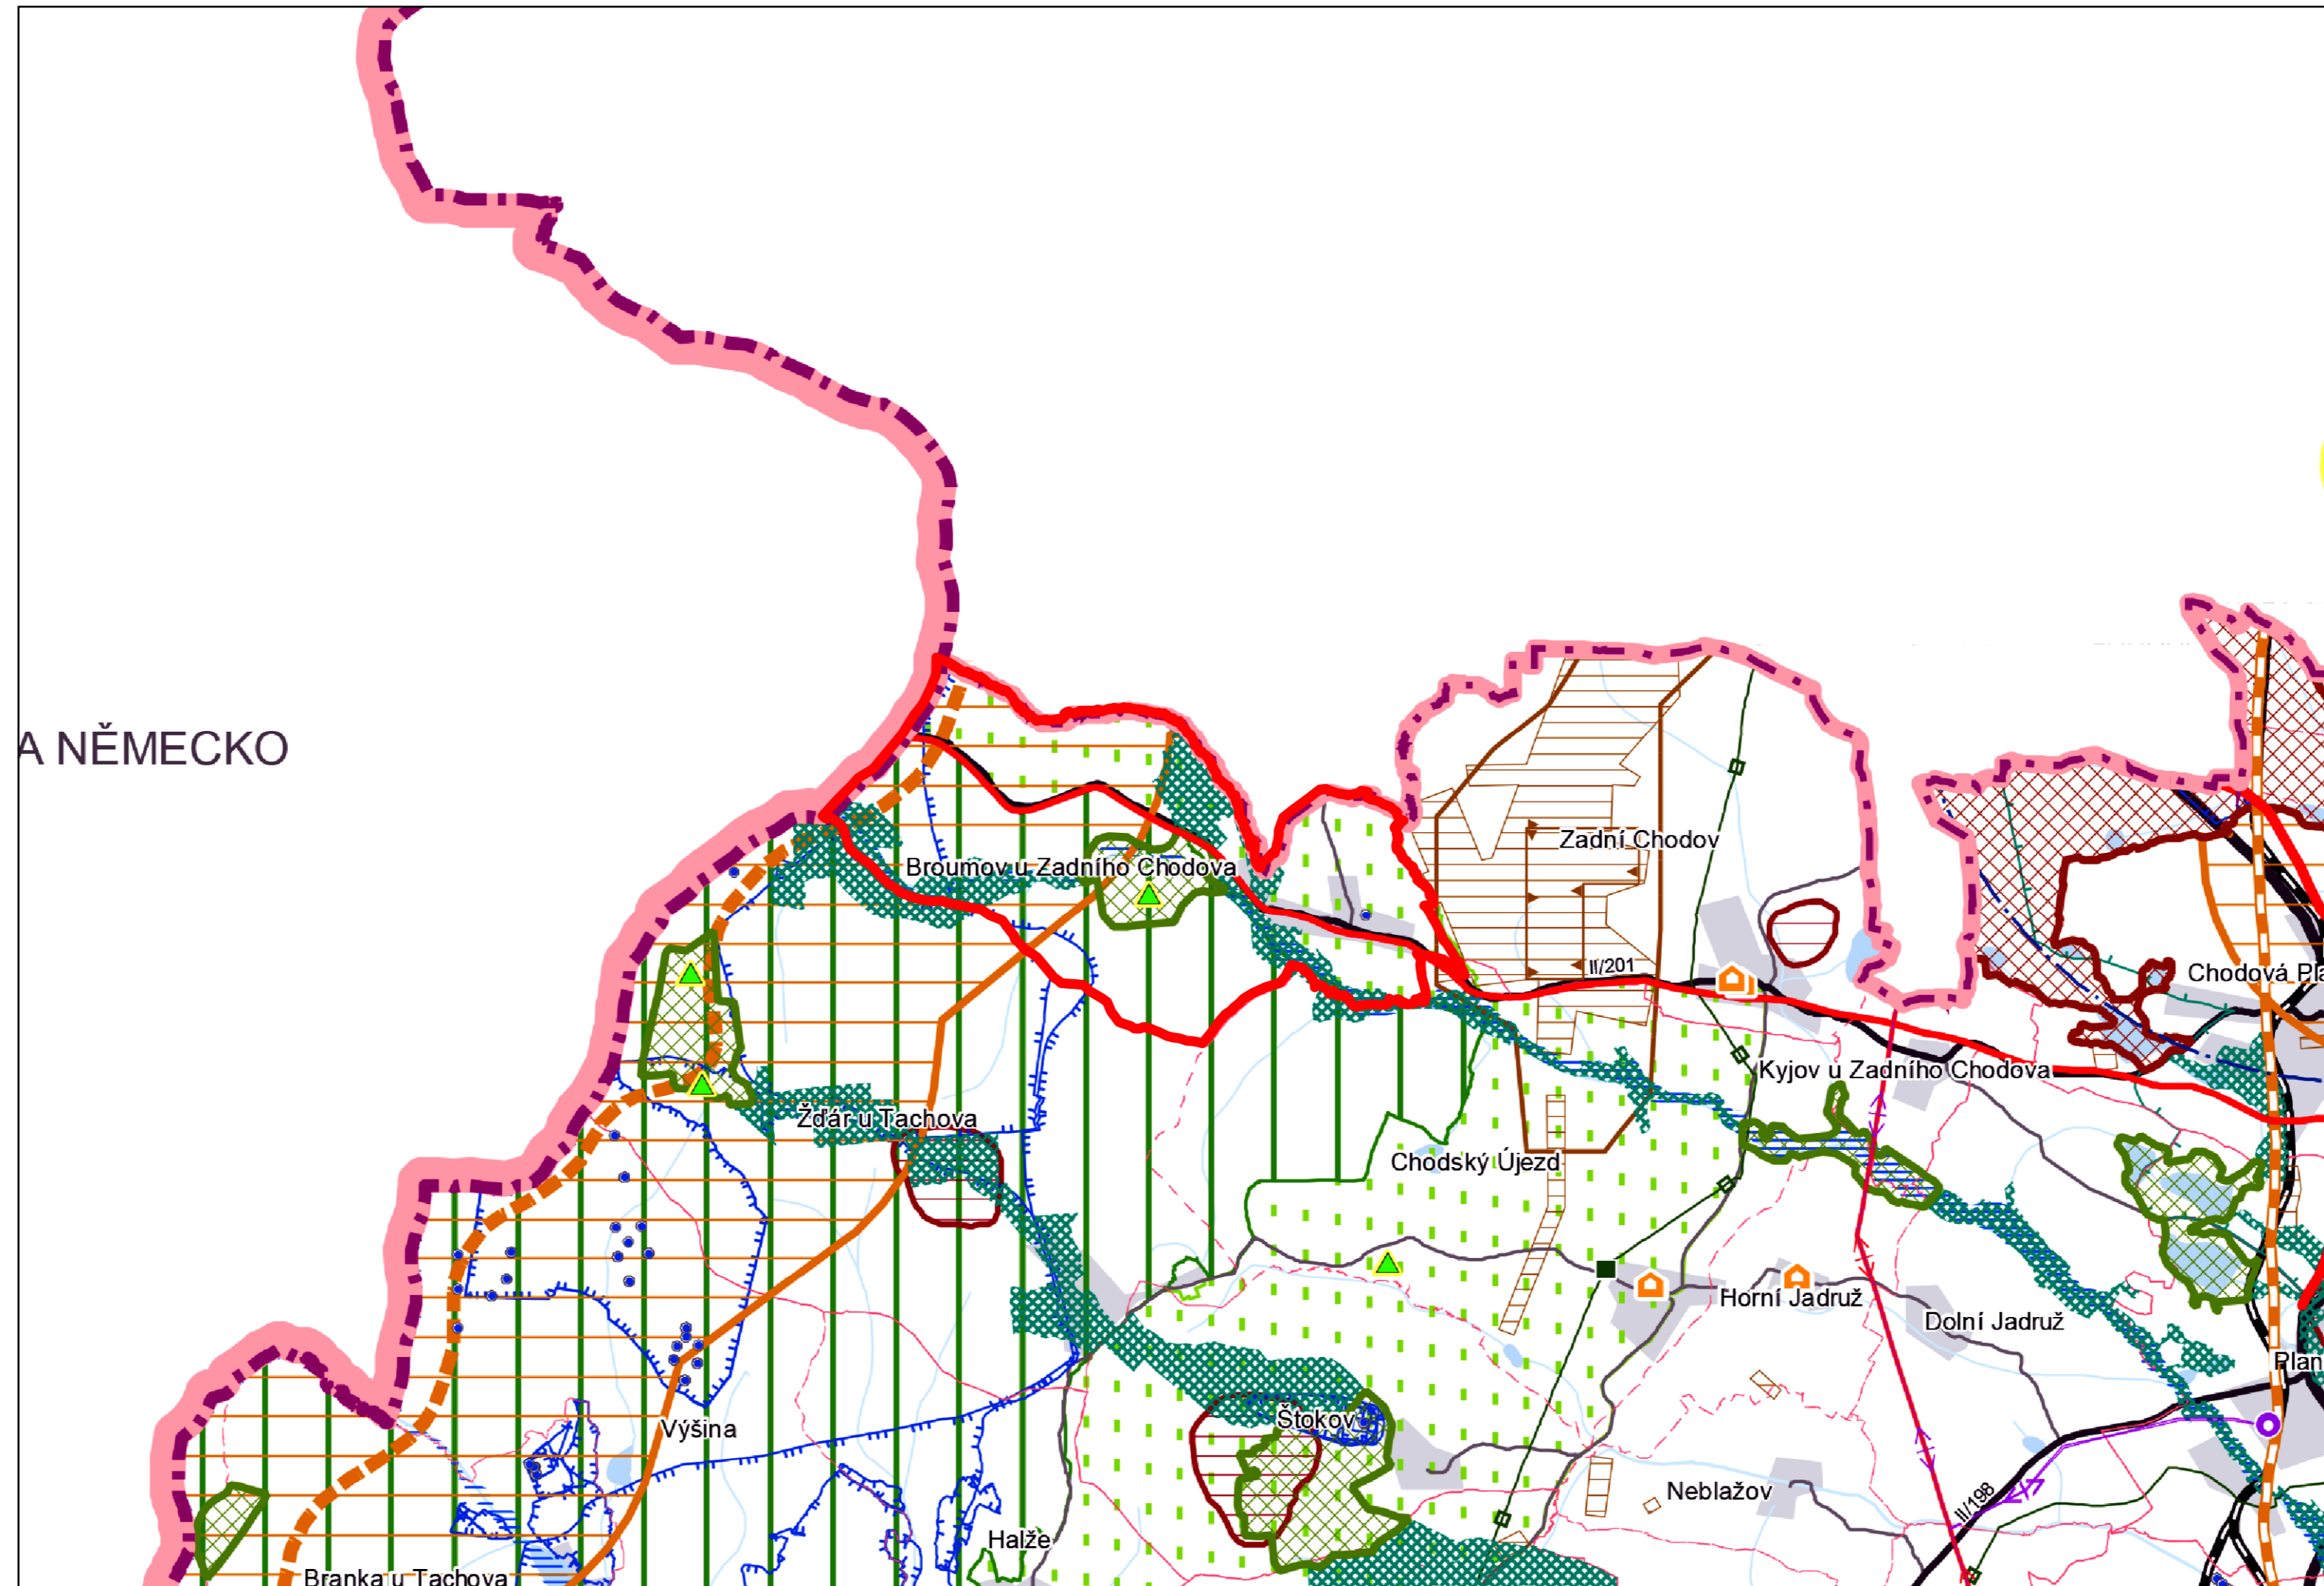 A NĚMECKO
Zadní Chodov
Broumov u Zadního Chodova
II/201
Chodová Pla
Kyjov u Zadního Chodova
Žďár u Tachova
Chodský Újezd
Horní Jadruž
Dolní Jadruž
Plan
Štokov
Výšina
Neblažov
II/198
Halže
Branka u Tachova